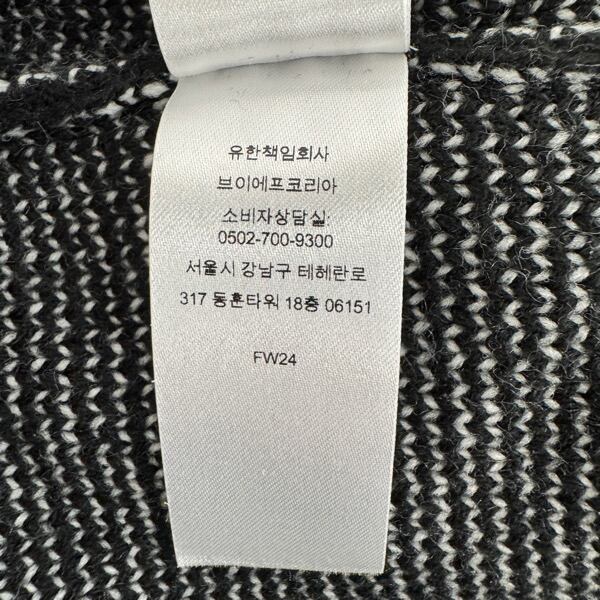 유한책임회사
브이에프코리아
소비자상담실:
0502-700-9300
서울시 강남구 테헤란로
317 동훈타워 18층 06151
FW24